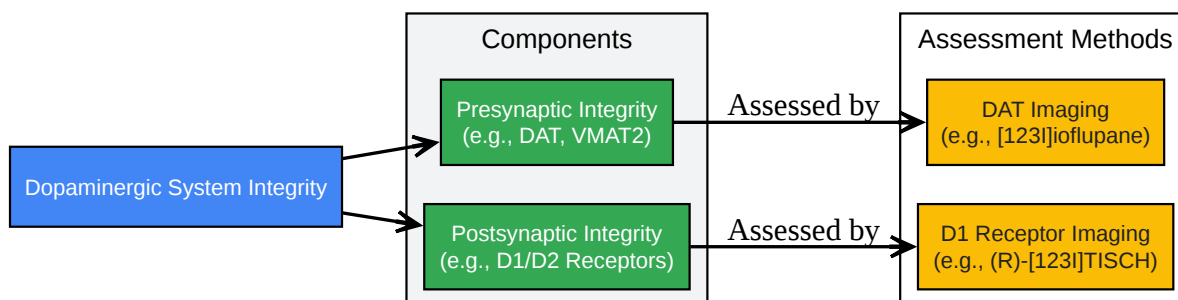 Components
Assessment Methods
Presynaptic Integrity
(e.g., DAT, VMAT2)
Assessed by
DAT Imaging
(e.g., [123I]ioflupane)
Dopaminergic System Integrity
Postsynaptic Integrity
(e.g., D1/D2 Receptors)
Assessed by
D1 Receptor Imaging
(e.g., (R)-[123I]TISCH)